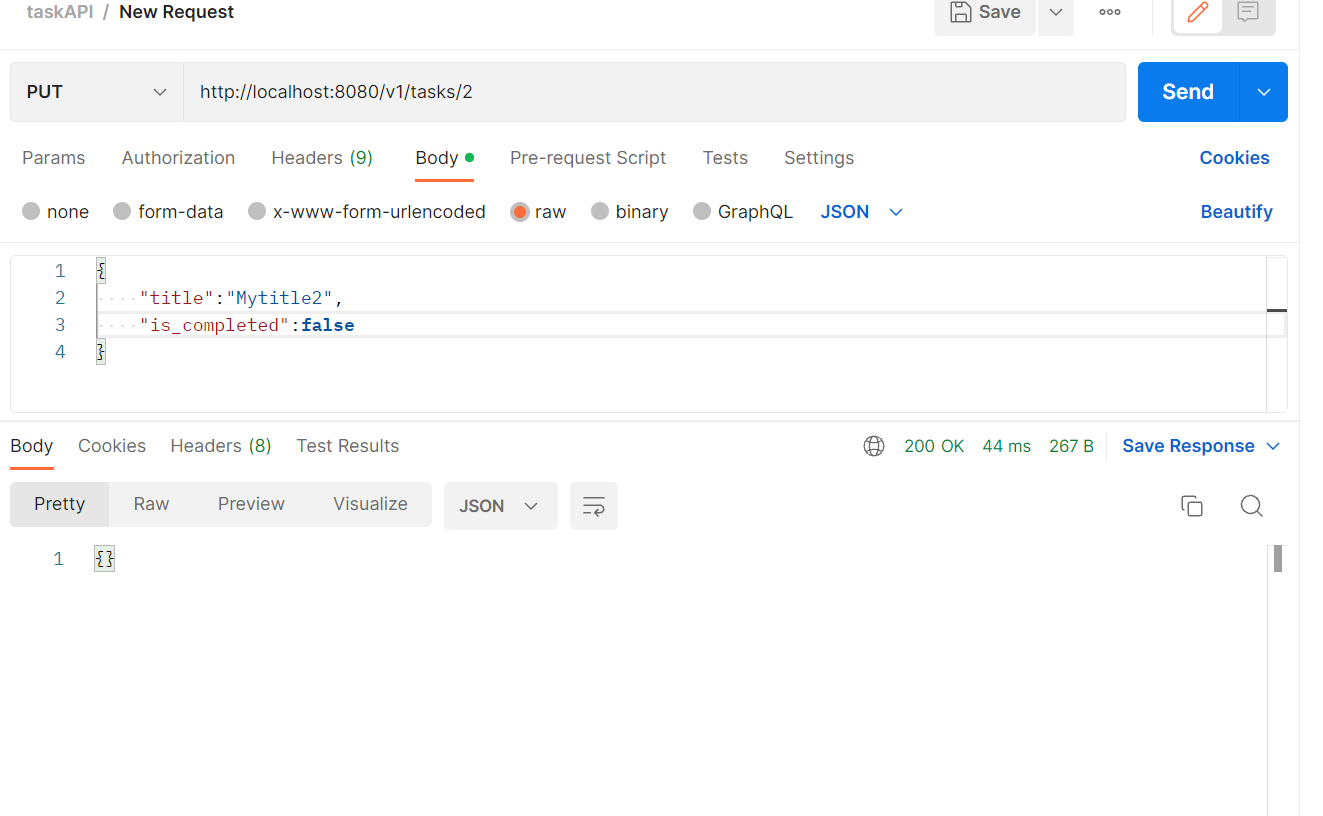 taskAPI / New Request Save
PUT http://localhost:8080/v1/tasks/2 Send
Params Authorization Headers (9) Body Pre-request Script Tests Settings Cookies
none form-data x-www-form-urlencoded raw binary GraphQL JSON Beautify
1 {
2 "title":"Mytitle2",
3 "is_completed":false
4 }
Body Cookies Headers (8) Test Results 200 OK 44 ms 267 B Save Response
Pretty Raw Preview Visualize JSON
1 {}